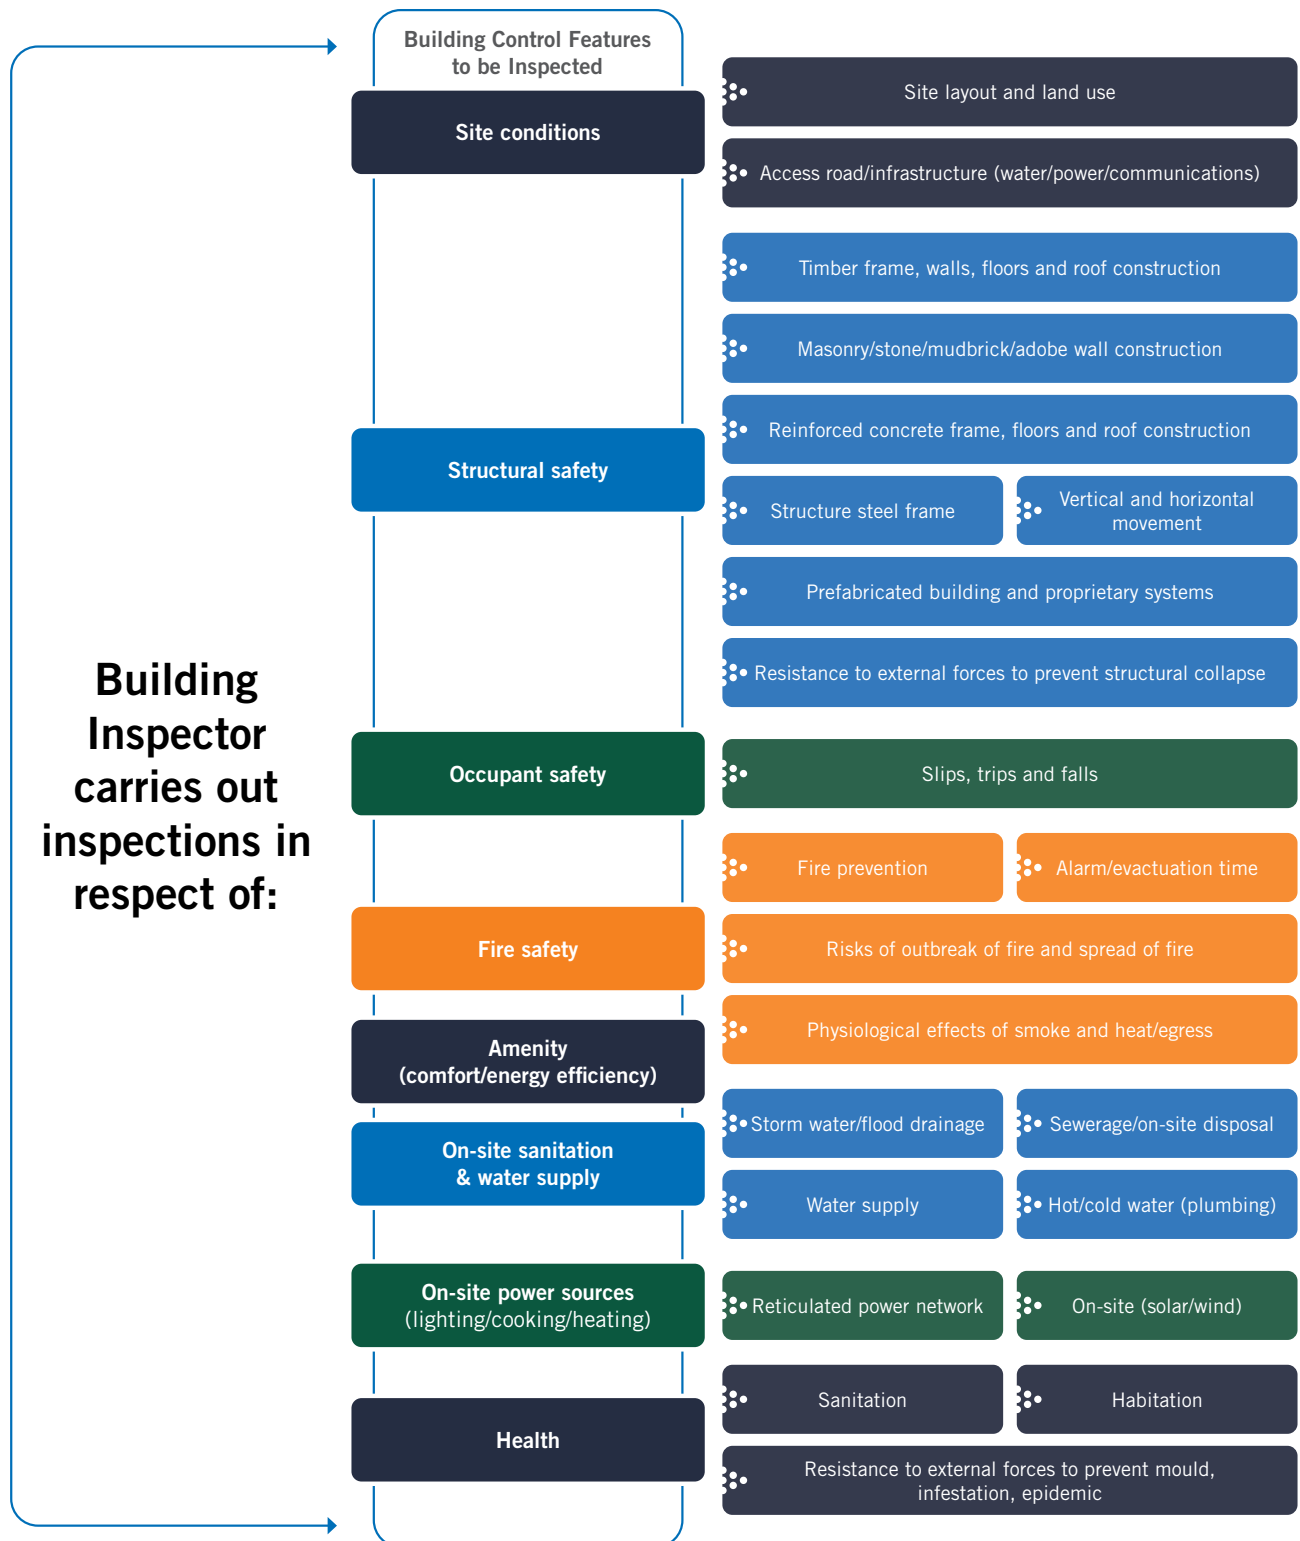 Building Control Features
to be Inspected
Building
Inspector
carries out
inspections in
respect of:
Site conditions
Site layout and land use
Access road/infrastructure (water/power/communications)
Structural safety
Timber frame, walls, floors and roof construction
Masonry/stone/mudbrick/adobe wall construction
Reinforced concrete frame, floors and roof construction
Structure steel frame
Vertical and horizontal
movement
Prefabricated building and proprietary systems
Resistance to external forces to prevent structural collapse
Occupant safety
Slips, trips and falls
Fire safety
Fire prevention
Alarm/evactuation time
Risks of outbreak of fire and spread of fire
Physiological effects of smoke and heat/egress
Amenity
(comfort/energy efficiency)
On-site sanitation
& water supply
Storm water/flood drainage
Sewerage/on-site disposal
Water supply
Hot/cold water (plumbing)
On-site power sources
(lighting/cooking/heating)
Reticulated power network
On-site (solar/wind)
Health
Sanitation
Habitation
Resistance to external forces to prevent mould,
infestation, epidemic